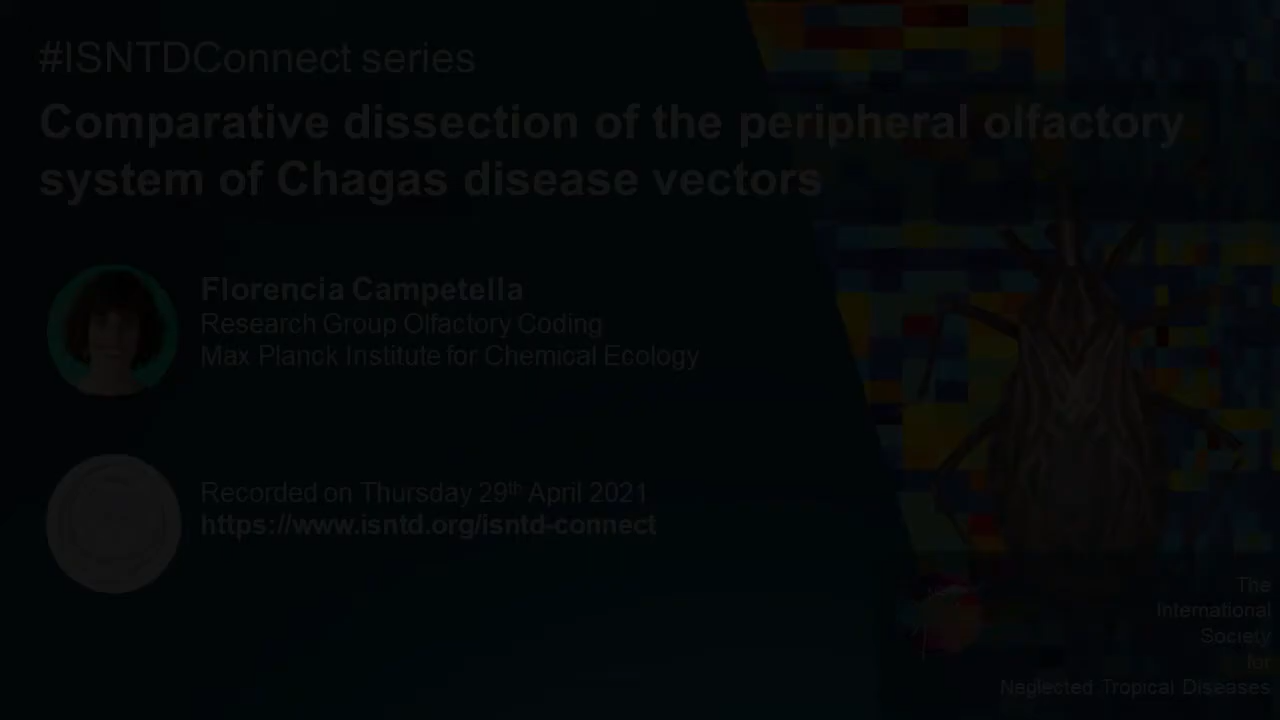 #ISNTDConnect series
Comparative dissection of the peripheral olfactory
system of Chagas disease vectors
Florencia Campetella
Research Group Olfactory Coding
Max Planck Institute for Chemical Ecology
Recorded on Thursday 29th April 2021
https://www.isntd.org/isntd-connect
The
International
Society
for
Neglected Tropical Diseases